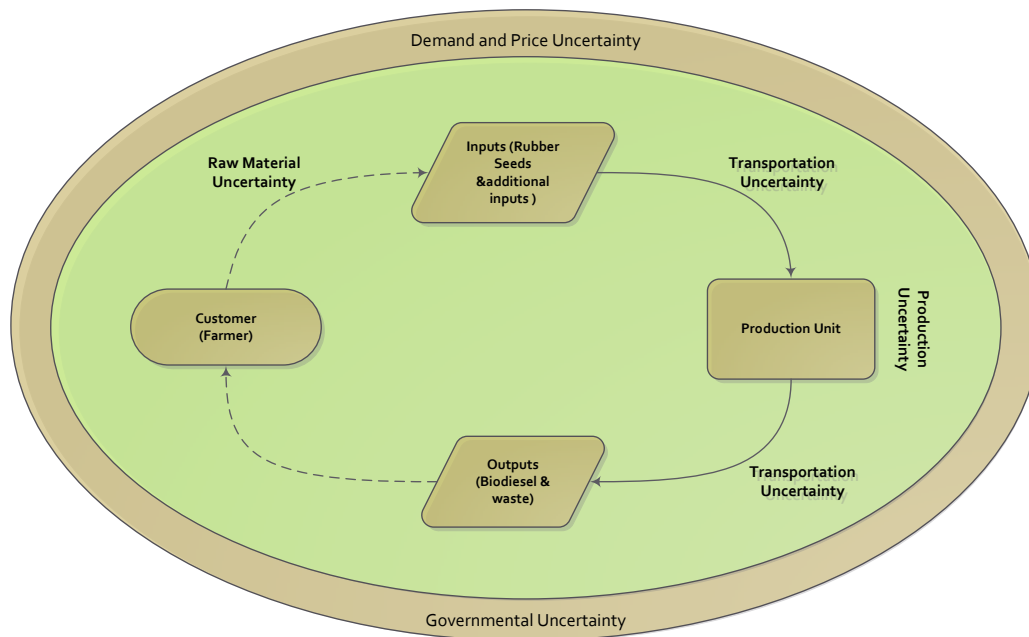 Demand and Price Uncertainty
Raw Material
Uncertainty
Inputs (Rubber
Seeds
&additional
inputs )
Transportation
Uncertainty
Customer
(Farmer)
Production Unit
Production
Uncertainty
Outputs
(Biodiesel &
waste)
Transportation
Uncertainty
Governmental Uncertainty